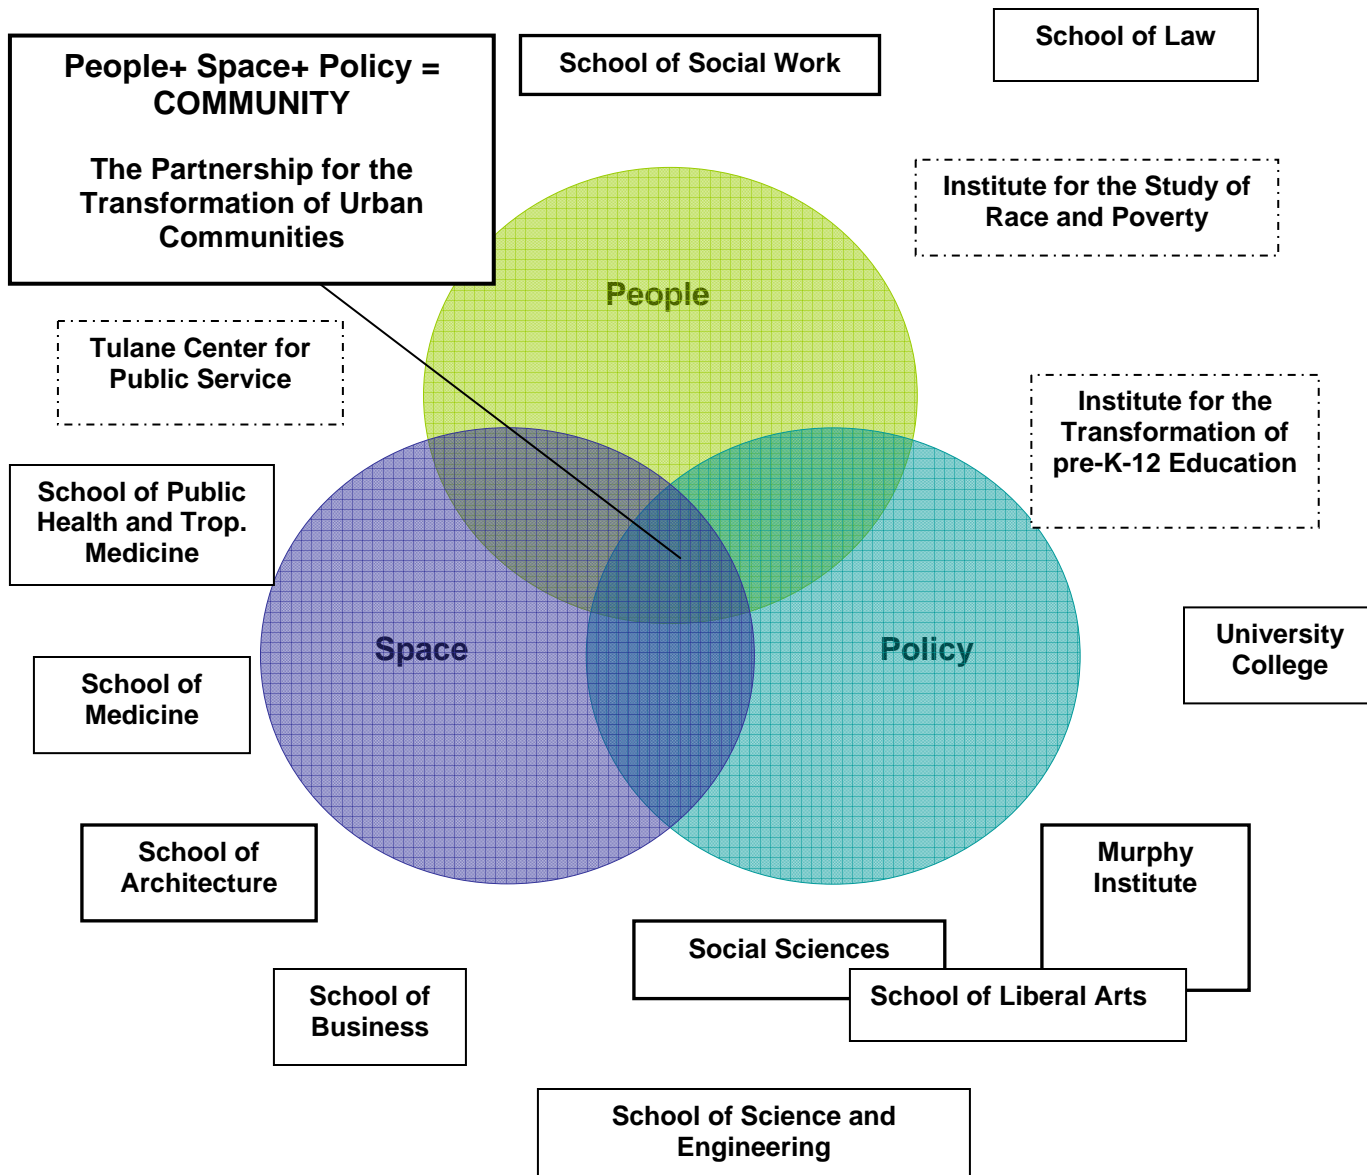 People+ Space+ Policy =
COMMUNITY
The Partnership for the
Transformation of Urban
Communities
School of Social Work
School of Law
Institute for the Study of
Race and Poverty
People
Tulane Center for
Public Service
Institute for the
Transformation of
pre-K-12 Education
School of Public
Health and Trop.
Medicine
Space
Policy
University
College
School of
Medicine
School of
Architecture
Murphy
Institute
Social Sciences
School of Liberal Arts
School of
Business
School of Science and
Engineering